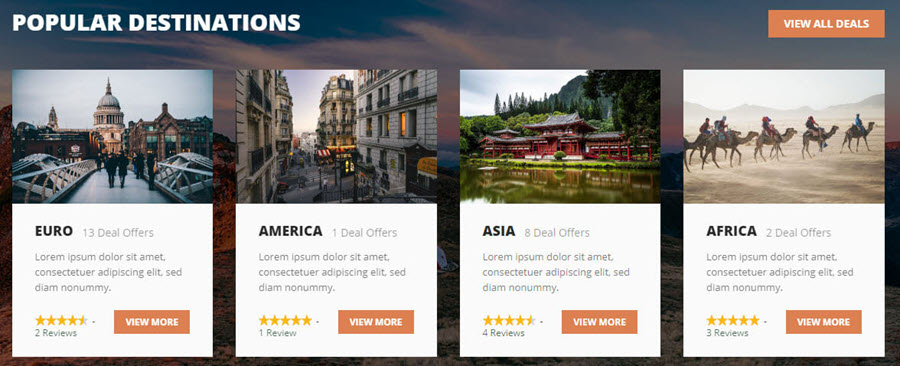 POPULAR DESTINATIONS
VIEW ALL DEALS
EURO 13 Deal Offers
Lorem ipsum dolor sit amet,
consectetuer adipiscing elit, sed
diam nonummy.
-
2 Reviews
VIEW MORE
AMERICA 1 Deal Offers
Lorem ipsum dolor sit amet,
consectetuer adipiscing elit, sed
diam nonummy.
-
1 Review
VIEW MORE
ASIA 8 Deal Offers
Lorem ipsum dolor sit amet,
consectetuer adipiscing elit, sed
diam nonummy.
-
4 Reviews
VIEW MORE
AFRICA 2 Deal Offers
Lorem ipsum dolor sit amet,
consectetuer adipiscing elit, sed
diam nonummy.
-
3 Reviews
VIEW MORE